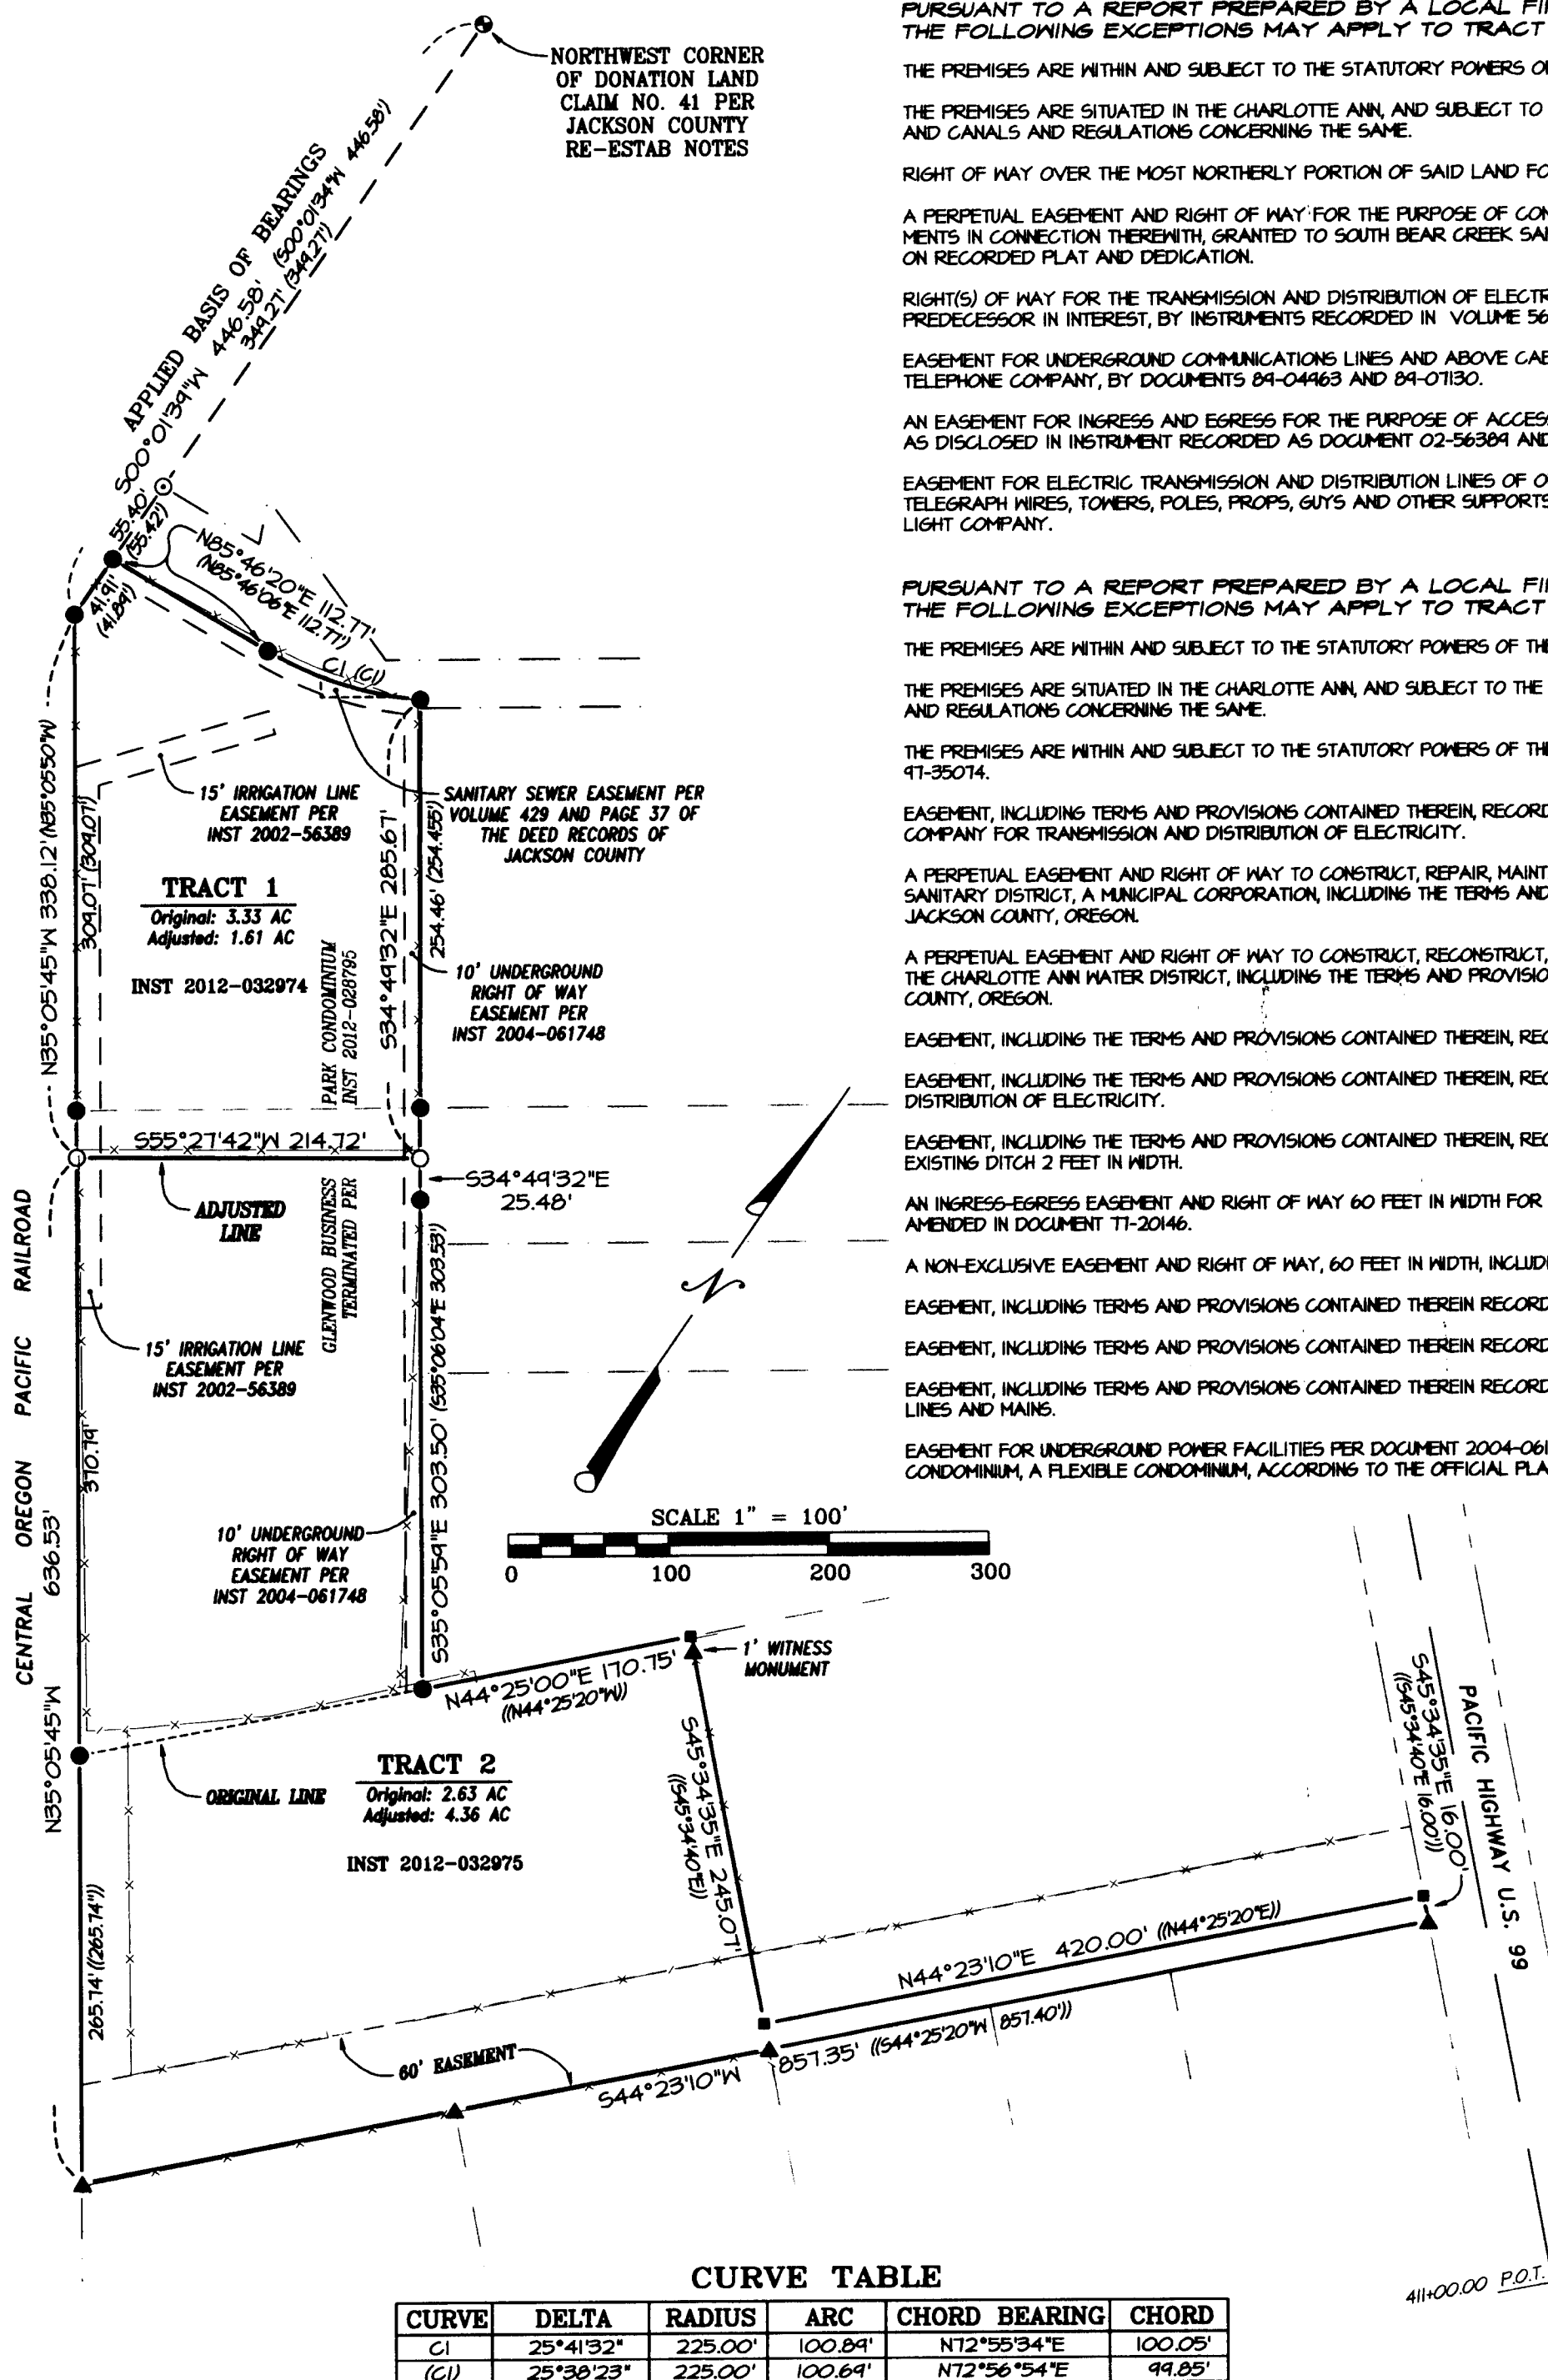 NORTHWEST CORNER
OF DONATION LAND
CLAIM NO. 41 PER
JACKSON COUNTY
RE-ESTAB NOTES
APPLIED BASIS OF BEARINGS
S00°01'39"W 446.58' (S00°01'34"W 446.58')
349.27' (349.27')
55.40'
(55.42')
41.91'
(41.89')
N85°46'20"E 112.77'
(N85°46'06"E 112.77')
C1 (C1)
15' IRRIGATION LINE
EASEMENT PER
INST 2002-56389
SANITARY SEWER EASEMENT PER
VOLUME 429 AND PAGE 37 OF
THE DEED RECORDS OF
JACKSON COUNTY
N35°05'45"W 338.12'(N35°05'50"W)
309.07' (309.07')
TRACT 1
Original: 3.33 AC
Adjusted: 1.61 AC
INST 2012-032974
S34°49'32"E 285.67'
254.46' (254.455')
10' UNDERGROUND
RIGHT OF WAY
EASEMENT PER
INST 2004-061748
GLENWOOD BUSINESS PARK CONDOMINIUM
TERMINATED PER INST 2012-028795
S55°27'42"W 214.72'
S34°49'32"E
25.48'
ADJUSTED
LINE
CENTRAL OREGON PACIFIC RAILROAD
15' IRRIGATION LINE
EASEMENT PER
INST 2002-56389
370.79'
S35°05'59"E 303.50' (S35°06'04"E 303.53')
10' UNDERGROUND
RIGHT OF WAY
EASEMENT PER
INST 2004-061748
N
SCALE 1" = 100'
0 100 200 300
N35°05'45"W 636.53'
N44°25'00"E 170.75'
((N44°25'20"W))
1' WITNESS
MONUMENT
ORIGINAL LINE
TRACT 2
Original: 2.63 AC
Adjusted: 4.36 AC
INST 2012-032975
265.74' ((265.74"))
S45°34'35"E 245.07'
((S45°34'40"E))
S45°34'35"E 16.00'
((S45°34'40"E 16.00'))
PACIFIC HIGHWAY U.S. 99
N44°23'10"E 420.00' ((N44°25'20"E))
60' EASEMENT
S44°23'10"W 857.35' ((S44°25'20"W 857.40'))
411+00.00 P.O.T.
PURSUANT TO A REPORT PREPARED BY A LOCAL
THE FOLLOWING EXCEPTIONS MAY APPLY TO TRACT
THE PREMISES ARE WITHIN AND SUBJECT TO THE STATUTORY POWERS
THE PREMISES ARE SITUATED IN THE CHARLOTTE ANN, AND SUBJECT TO
AND CANALS AND REGULATIONS CONCERNING THE SAME.
RIGHT OF WAY OVER THE MOST NORTHERLY PORTION OF SAID LAND
A PERPETUAL EASEMENT AND RIGHT OF WAY FOR THE PURPOSE OF
MENTS IN CONNECTION THEREWITH, GRANTED TO SOUTH BEAR CREEK
ON RECORDED PLAT AND DEDICATION.
RIGHT(S) OF WAY FOR THE TRANSMISSION AND DISTRIBUTION OF
PREDECESSOR IN INTEREST, BY INSTRUMENTS RECORDED IN VOLUME 56
EASEMENT FOR UNDERGROUND COMMUNICATIONS LINES AND ABOVE
TELEPHONE COMPANY, BY DOCUMENTS 89-04963 AND 89-07130.
AN EASEMENT FOR INGRESS AND EGRESS FOR THE PURPOSE OF
AS DISCLOSED IN INSTRUMENT RECORDED AS DOCUMENT 02-56389 AND
EASEMENT FOR ELECTRIC TRANSMISSION AND DISTRIBUTION LINES OF
TELEGRAPH WIRES, TOWERS, POLES, PROPS, GUYS AND OTHER SUPPORTS
LIGHT COMPANY.
PURSUANT TO A REPORT PREPARED BY A LOCAL
THE FOLLOWING EXCEPTIONS MAY APPLY TO TRACT
THE PREMISES ARE WITHIN AND SUBJECT TO THE STATUTORY POWERS OF
THE PREMISES ARE SITUATED IN THE CHARLOTTE ANN, AND SUBJECT TO THE
AND REGULATIONS CONCERNING THE SAME.
THE PREMISES ARE WITHIN AND SUBJECT TO THE STATUTORY POWERS OF
97-35074.
EASEMENT, INCLUDING TERMS AND PROVISIONS CONTAINED THEREIN,
COMPANY FOR TRANSMISSION AND DISTRIBUTION OF ELECTRICITY.
A PERPETUAL EASEMENT AND RIGHT OF WAY TO CONSTRUCT, REPAIR,
SANITARY DISTRICT, A MUNICIPAL CORPORATION, INCLUDING THE TERMS AND
JACKSON COUNTY, OREGON.
A PERPETUAL EASEMENT AND RIGHT OF WAY TO CONSTRUCT, RECONSTRUCT,
THE CHARLOTTE ANN WATER DISTRICT, INCLUDING THE TERMS AND
COUNTY, OREGON.
EASEMENT, INCLUDING THE TERMS AND PROVISIONS CONTAINED THEREIN,
EASEMENT, INCLUDING THE TERMS AND PROVISIONS CONTAINED THEREIN,
DISTRIBUTION OF ELECTRICITY.
EASEMENT, INCLUDING THE TERMS AND PROVISIONS CONTAINED THEREIN,
EXISTING DITCH 2 FEET IN WIDTH.
AN INGRESS-EGRESS EASEMENT AND RIGHT OF WAY 60 FEET IN WIDTH FOR
AMENDED IN DOCUMENT 77-20146.
A NON-EXCLUSIVE EASEMENT AND RIGHT OF WAY, 60 FEET IN WIDTH,
EASEMENT, INCLUDING TERMS AND PROVISIONS CONTAINED THEREIN
EASEMENT, INCLUDING TERMS AND PROVISIONS CONTAINED THEREIN
EASEMENT, INCLUDING TERMS AND PROVISIONS CONTAINED THEREIN
LINES AND MAINS.
EASEMENT FOR UNDERGROUND POWER FACILITIES PER DOCUMENT
CONDOMINIUM, A FLEXIBLE CONDOMINIUM, ACCORDING TO THE OFFICIAL
CURVE TABLE
CURVE DELTA RADIUS ARC CHORD BEARING CHORD
C1 25°41'32" 225.00' 100.89' N72°55'34"E 100.05'
(C1) 25°38'23" 225.00' 100.69' N72°56°54"E 99.85'